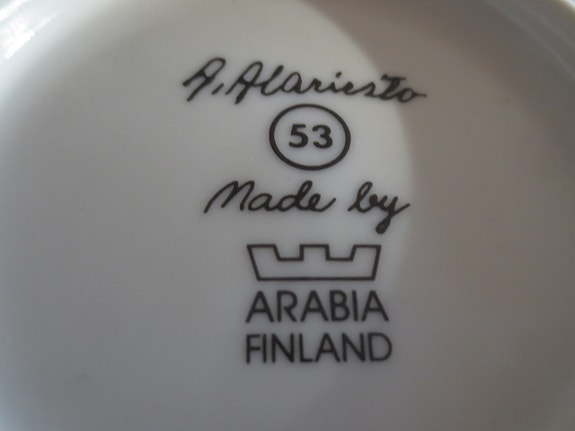 A. Alariesto
53
Made by
ARABIA
FINLAND